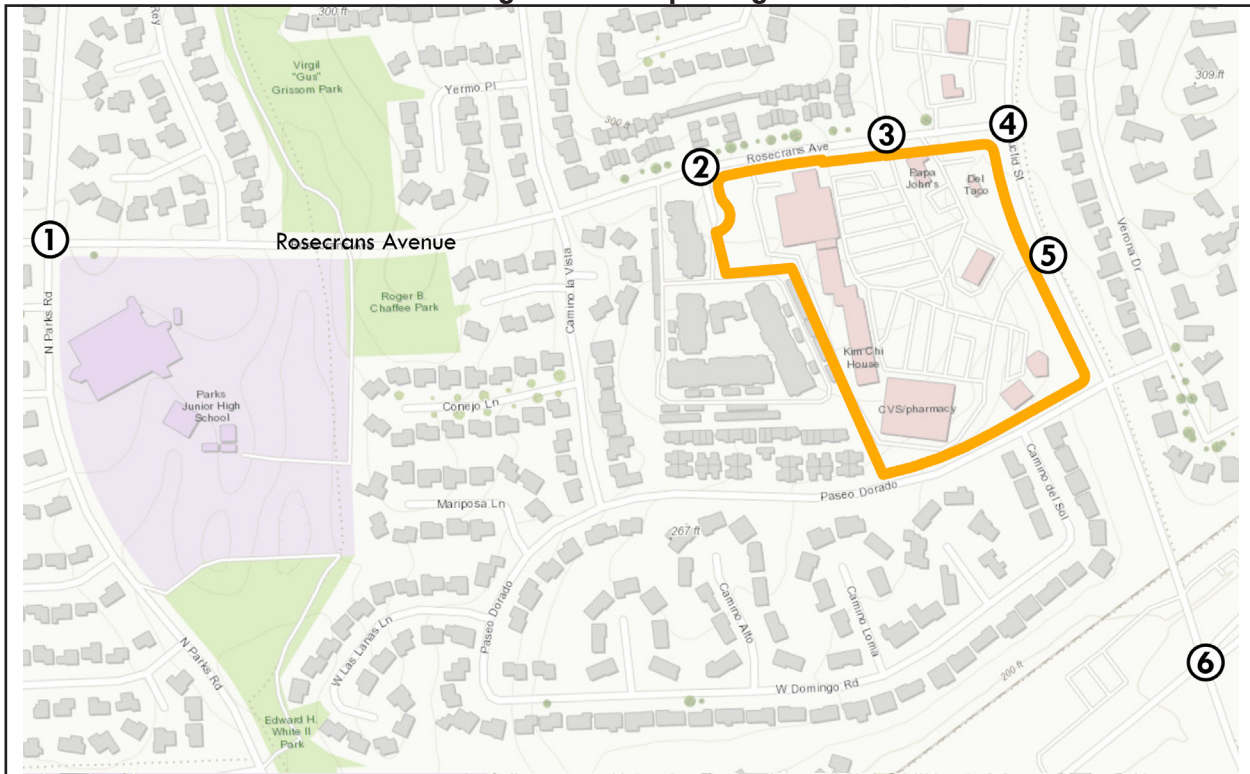 300 ft
Virgil
"Gus"
Grissom Park
Yermo Pl
309 ft
300 ft
④
③
Rosecrans Ave
②
Papa
John's
Del
Taco
Verona Dr
①
Rosecrans Avenue
⑤
N Parks Rd
Roger B.
Chaffee Park
Camino la Vista
Kim Chi
House
Parks
Junior High
School
Conejo Ln
CVS/pharmacy
Camino del Sol
Paseo Dorado
Mariposa Ln
267 ft
Paseo Dorado
Camino Alto
Camino Loma
W Las Lanas Ln
N Parks Rd
200 ft
⑥
W Domingo Rd
Edward H.
White II
Park